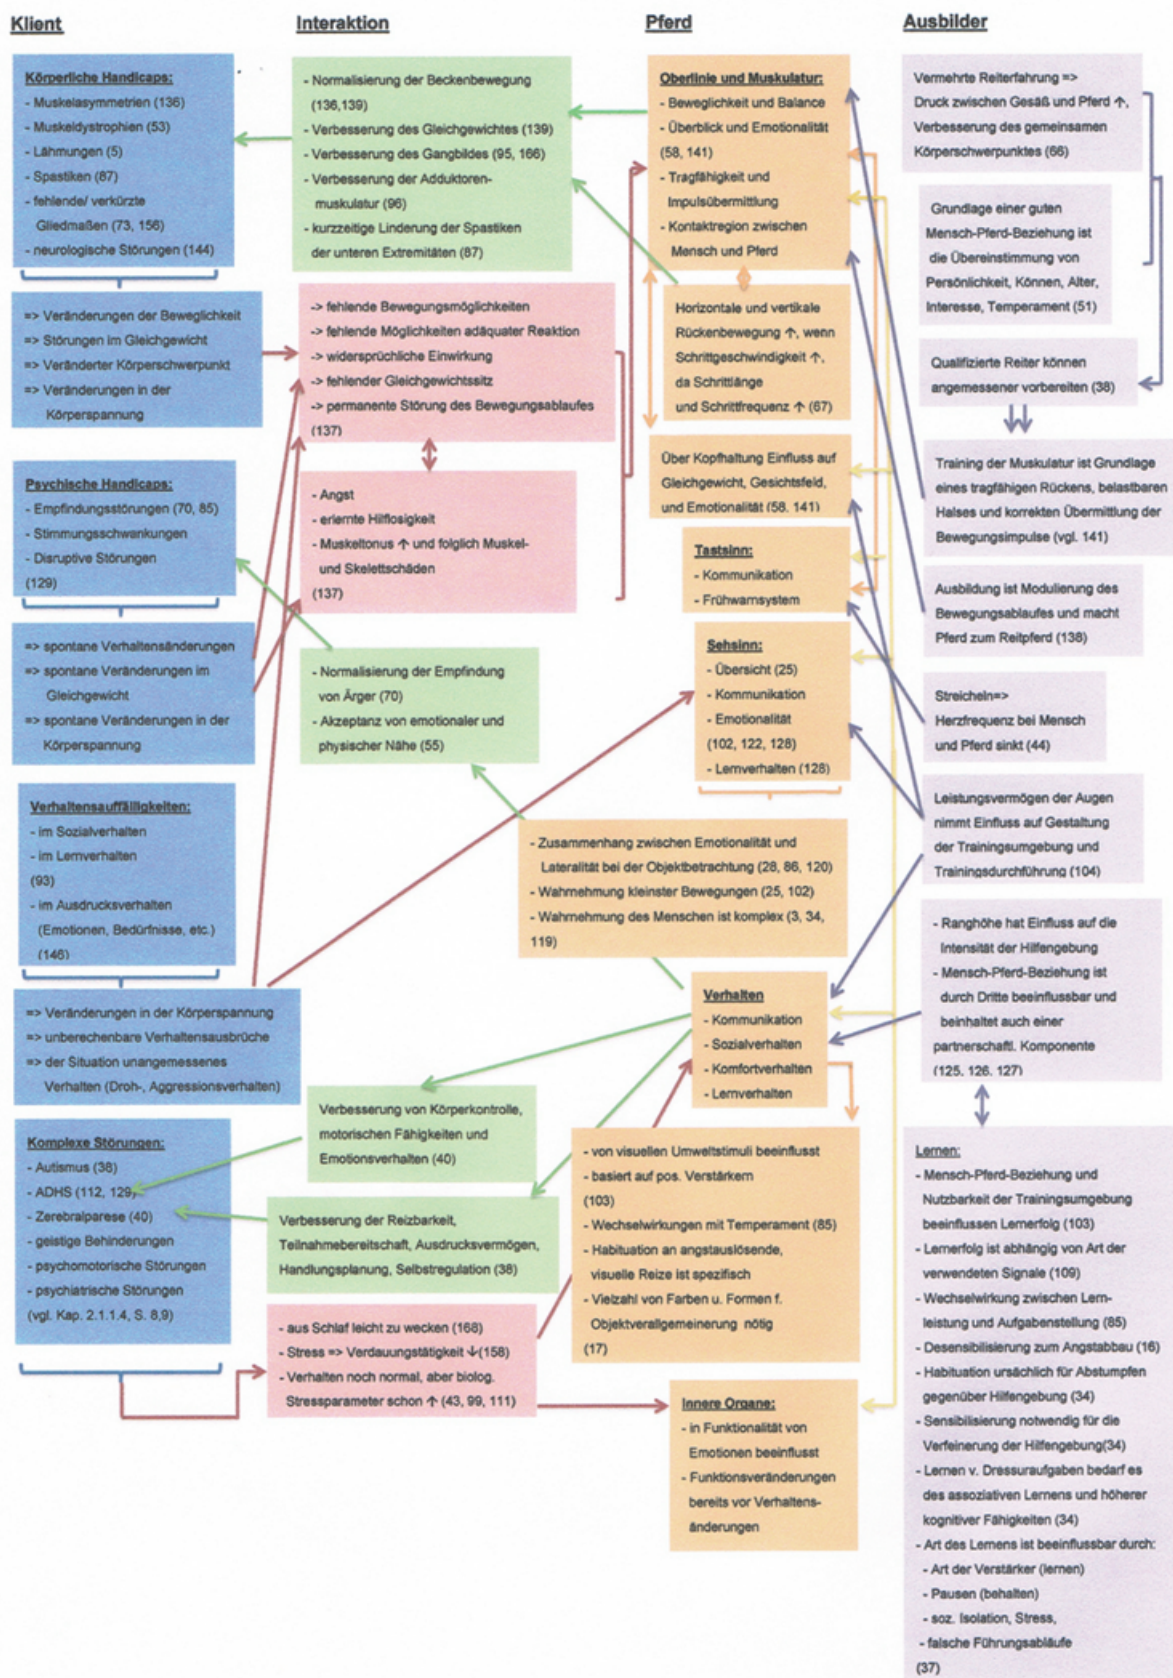 Klient
Körperliche Handicaps:
- Muskelasymmetrien (136)
- Muskeldystrophien (53)
- Lähmungen (5)
- Spastiken (87)
- fehlende/ verkürzte
Gliedmaßen (73, 156)
- neurologische Störungen (144)
=> Veränderungen der Beweglichkeit
=> Störungen im Gleichgewicht
=> Veränderter Körperschwerpunkt
=> Veränderungen in der
Körperspannung
Psychische Handicaps:
- Empfindungsstörungen (70, 85)
- Stimmungsschwankungen
- Disruptive Störungen
(129)
=> spontane Verhaltensänderungen
=> spontane Veränderungen im
Gleichgewicht
=> spontane Veränderungen in der
Körperspannung
Verhaltensauffälligkeiten:
- im Sozialverhalten
- im Lernverhalten
(93)
- im Ausdrucksverhalten
(Emotionen, Bedürfnisse, etc.)
(146)
=> Veränderungen in der Körperspannung
=> unberechenbare Verhaltensausbrüche
=> der Situation unangemessenes
Verhalten (Droh-, Aggressionsverhalten)
Komplexe Störungen:
- Autismus (38)
- ADHS (112, 129)
- Zerebralparese (40)
- geistige Behinderungen
- psychomotorische Störungen
- psychiatrische Störungen
(vgl. Kap. 2.1.1.4, S. 8,9)
Interaktion
- Normalisierung der Beckenbewegung
(136,139)
- Verbesserung des Gleichgewichtes (139)
- Verbesserung des Gangbildes (95, 166)
- Verbesserung der Adduktoren-
muskulatur (96)
- kurzzeitige Linderung der Spastiken
der unteren Extremitäten (87)
-> fehlende Bewegungsmöglichkeiten
-> fehlende Möglichkeiten adäquater Reaktion
-> widersprüchliche Einwirkung
-> fehlender Gleichgewichtssitz
-> permanente Störung des Bewegungsablaufes
(137)
- Angst
- erlernte Hilflosigkeit
- Muskeltonus ↑ und folglich Muskel-
und Skelettschäden
(137)
- Normalisierung der Empfindung
von Ärger (70)
- Akzeptanz von emotionaler und
physischer Nähe (55)
Verbesserung von Körperkontrolle,
motorischen Fähigkeiten und
Emotionsverhalten (40)
Verbesserung der Reizbarkeit,
Teilnahmebereitschaft, Ausdrucksvermögen,
Handlungsplanung, Selbstregulation (38)
- aus Schlaf leicht zu wecken (168)
- Stress => Verdauungstätigkeit ↓(158)
- Verhalten noch normal, aber biolog.
Stressparameter schon ↑ (43, 99, 111)
Pferd
Oberlinie und Muskulatur:
- Beweglichkeit und Balance
- Überblick und Emotionalität
(58, 141)
- Tragfähigkeit und
Impulsübermittlung
- Kontaktregion zwischen
Mensch und Pferd
Horizontale und vertikale
Rückenbewegung ↑, wenn
Schrittgeschwindigkeit ↑,
da Schrittlänge
und Schrittfrequenz ↑ (67)
Über Kopfhaltung Einfluss auf
Gleichgewicht, Gesichtsfeld,
und Emotionalität (58, 141)
Tastsinn:
- Kommunikation
- Frühwarnsystem
Sehsinn:
- Übersicht (25)
- Kommunikation
- Emotionalität
(102, 122, 128)
- Lernverhalten (128)
- Zusammenhang zwischen Emotionalität und
Lateralität bei der Objektbetrachtung (28, 86, 120)
- Wahrnehmung kleinster Bewegungen (25, 102)
- Wahrnehmung des Menschen ist komplex (3, 34,
119)
Verhalten
- Kommunikation
- Sozialverhalten
- Komfortverhalten
- Lernverhalten
- von visuellen Umweltstimuli beeinflusst
- basiert auf pos. Verstärkern
(103)
- Wechselwirkungen mit Temperament (85)
- Habituation an angstauslösende,
visuelle Reize ist spezifisch
- Vielzahl von Farben u. Formen f.
Objektverallgemeinerung nötig
(17)
Innere Organe:
- in Funktionalität von
Emotionen beeinflusst
- Funktionsveränderungen
bereits vor Verhaltens-
änderungen
Ausbilder
Vermehrte Reiterfahrung =>
Druck zwischen Gesäß und Pferd ↑,
Verbesserung des gemeinsamen
Körperschwerpunktes (66)
Grundlage einer guten
Mensch-Pferd-Beziehung ist
die Übereinstimmung von
Persönlichkeit, Können, Alter,
Interesse, Temperament (51)
Qualifizierte Reiter können
angemessener vorbereiten (38)
Training der Muskulatur ist Grundlage
eines tragfähigen Rückens, belastbaren
Halses und korrekten Übermittlung der
Bewegungsimpulse (vgl. 141)
Ausbildung ist Modulierung des
Bewegungsablaufes und macht
Pferd zum Reitpferd (138)
Streicheln=>
Herzfrequenz bei Mensch
und Pferd sinkt (44)
Leistungsvermögen der Augen
nimmt Einfluss auf Gestaltung
der Trainingsumgebung und
Trainingsdurchführung (104)
- Ranghöhe hat Einfluss auf die
Intensität der Hilfengebung
- Mensch-Pferd-Beziehung ist
durch Dritte beeinflussbar und
beinhaltet auch einer
partnerschaftl. Komponente
(125, 126, 127)
Lernen:
- Mensch-Pferd-Beziehung und
Nutzbarkeit der Trainingsumgebung
beeinflussen Lernerfolg (103)
- Lernerfolg ist abhängig von Art der
verwendeten Signale (109)
- Wechselwirkung zwischen Lern-
leistung und Aufgabenstellung (85)
- Desensibilisierung zum Angstabbau (16)
- Habituation ursächlich für Abstumpfen
gegenüber Hilfengebung (34)
- Sensibilisierung notwendig für die
Verfeinerung der Hilfengebung(34)
- Lernen v. Dressuraufgaben bedarf es
des assoziativen Lernens und höherer
kognitiver Fähigkeiten (34)
- Art des Lernens ist beeinflussbar durch:
- Art der Verstärker (lernen)
- Pausen (behalten)
- soz. Isolation, Stress,
- falsche Führungsabläufe
(37)